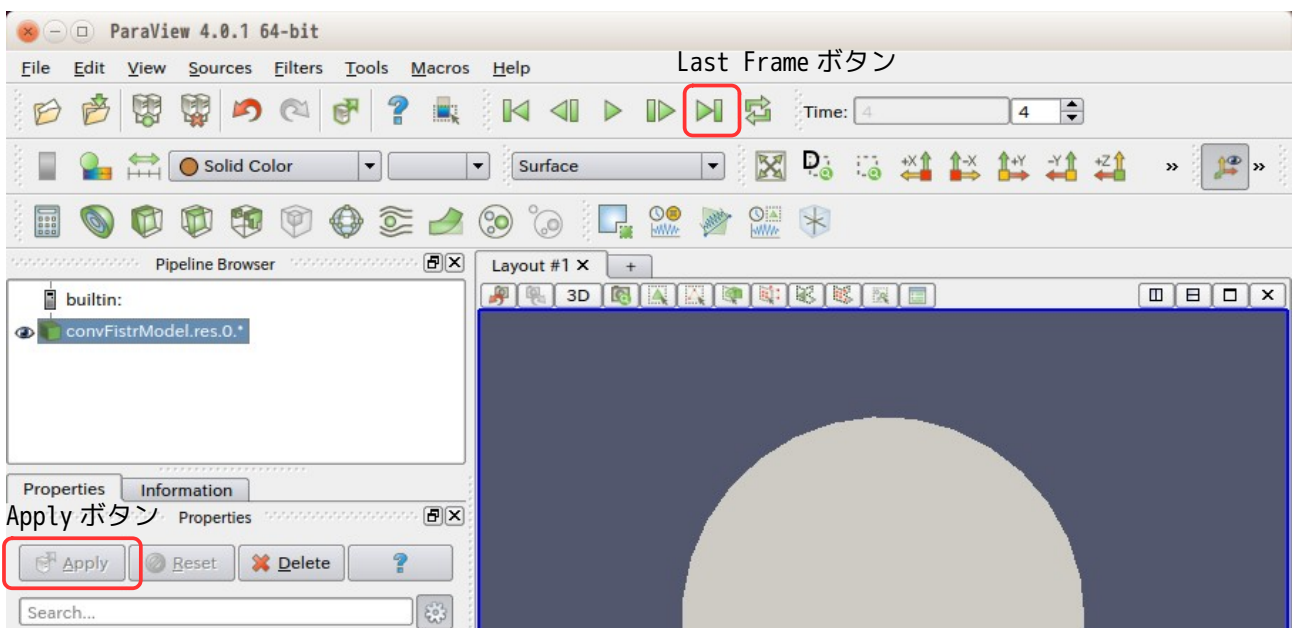 ParaView 4.0.1 64-bit
File Edit View Sources Filters Tools Macros Help
Last Frame ボタン
Time: 4 4
Solid Color Surface
+X -X +Y -Y +Z » »
Pipeline Browser
Layout #1 +
builtin:
3D
convFistrModel.res.0.*
Properties Information
Apply ボタン Properties
Apply Reset Delete ?
Search...